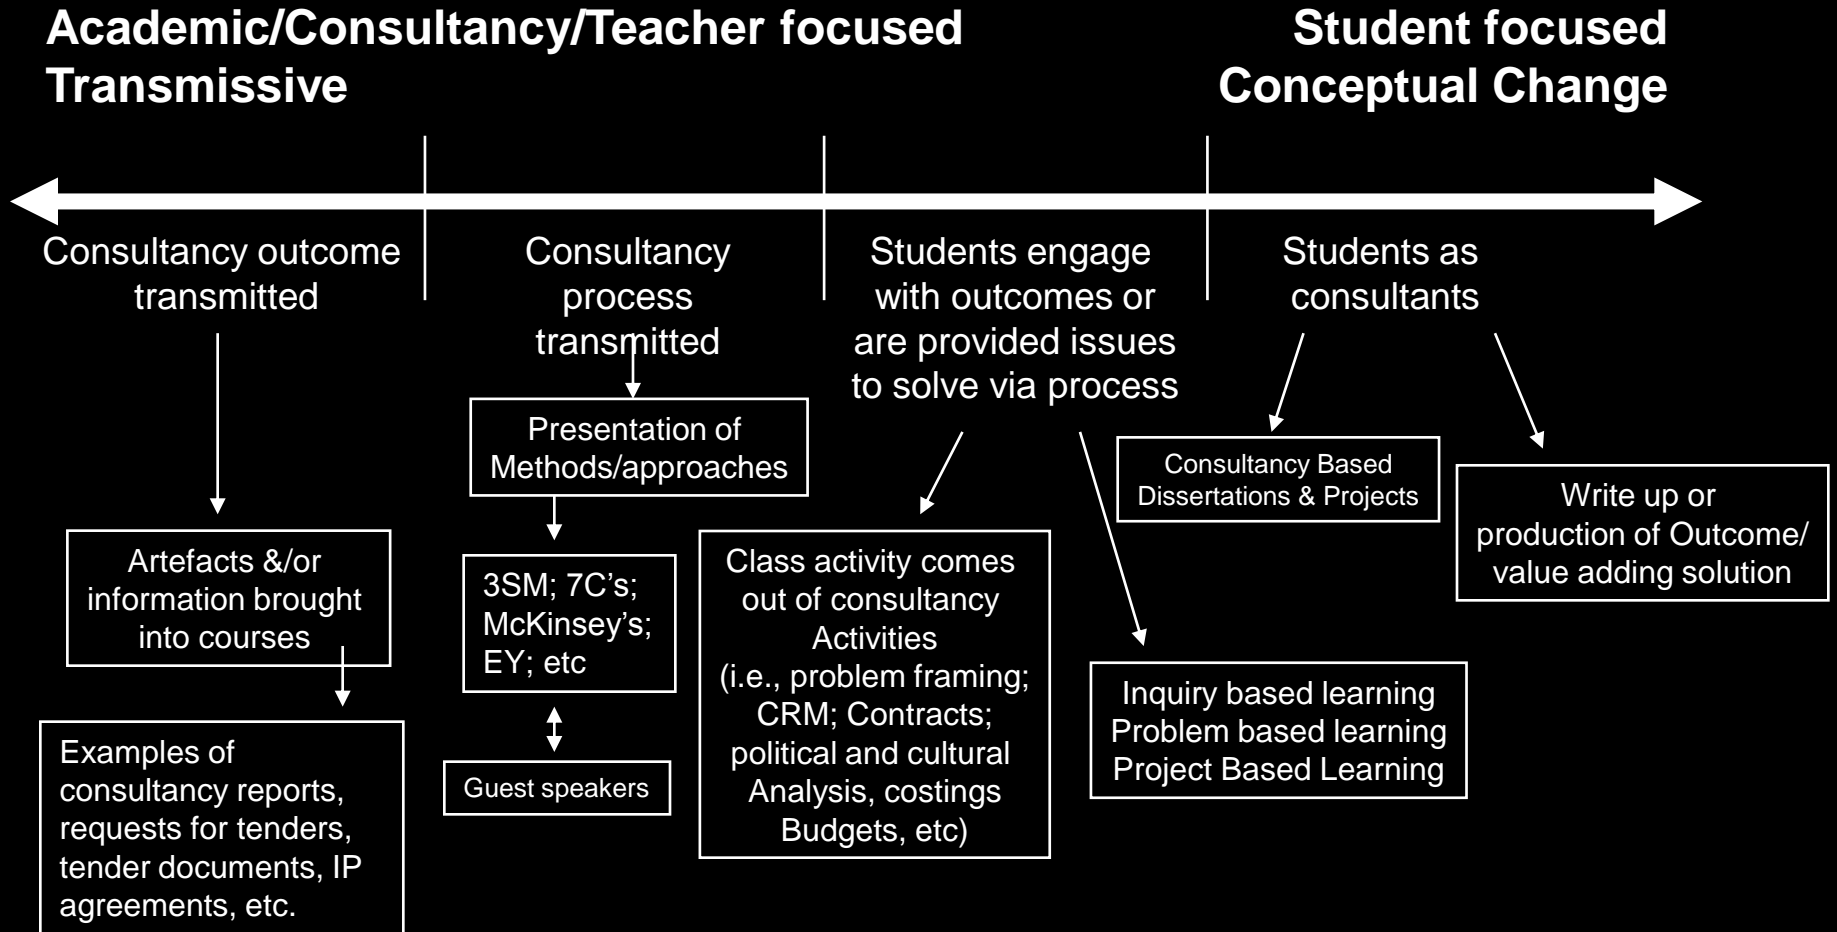 Academic/Consultancy/Teacher focused
Transmissive
Student focused
Conceptual Change
Consultancy outcome
transmitted
Consultancy
process
transmitted
Students engage
with outcomes or
are provided issues
to solve via process
Students as
consultants
Artefacts &/or
information brought
into courses
Examples of
consultancy reports,
requests for tenders,
tender documents, IP
agreements, etc.
Presentation of
Methods/approaches
3SM; 7C’s;
McKinsey’s;
EY; etc
Guest speakers
Class activity comes
out of consultancy
Activities
(i.e., problem framing;
CRM; Contracts;
political and cultural
Analysis, costings
Budgets, etc)
Inquiry based learning
Problem based learning
Project Based Learning
Consultancy Based
Dissertations & Projects
Write up or
production of Outcome/
value adding solution